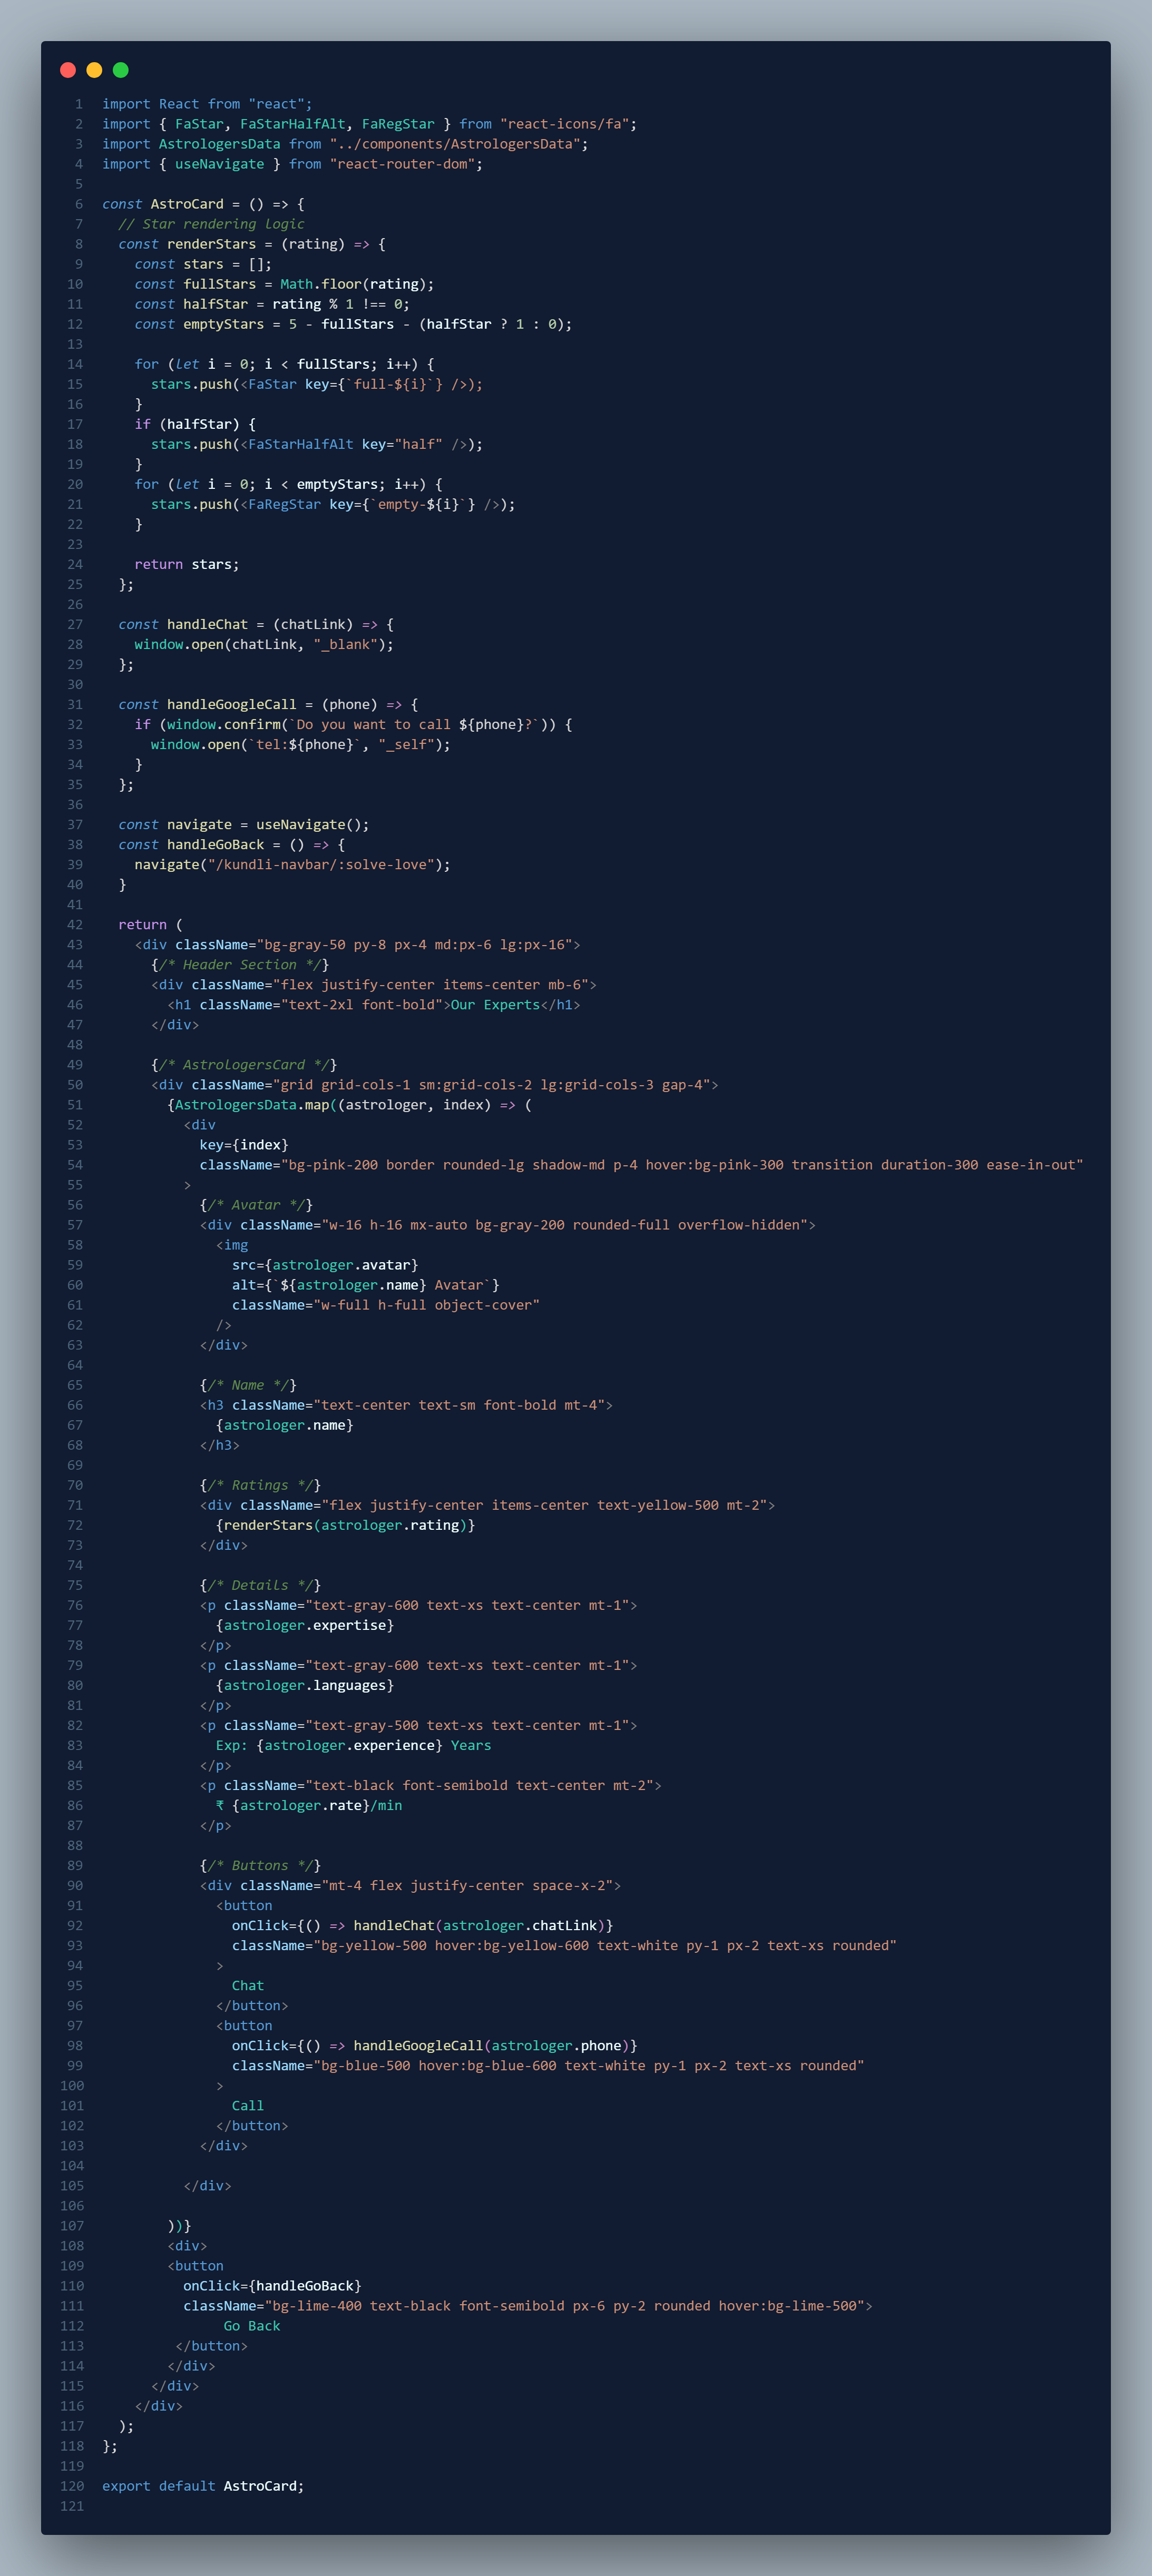 1 import React from "react";
2 import { FaStar, FaStarHalfAlt, FaRegStar } from "react-icons/fa";
3 import AstrologersData from "../components/AstrologersData";
4 import { useNavigate } from "react-router-dom";
5
6 const AstroCard = () => {
7   // Star rendering logic
8   const renderStars = (rating) => {
9     const stars = [];
10     const fullStars = Math.floor(rating);
11     const halfStar = rating % 1 !== 0;
12     const emptyStars = 5 - fullStars - (halfStar ? 1 : 0);
13
14     for (let i = 0; i < fullStars; i++) {
15       stars.push(<FaStar key={`full-${i}`} />);
16     }
17     if (halfStar) {
18       stars.push(<FaStarHalfAlt key="half" />);
19     }
20     for (let i = 0; i < emptyStars; i++) {
21       stars.push(<FaRegStar key={`empty-${i}`} />);
22     }
23
24     return stars;
25   };
26
27   const handleChat = (chatLink) => {
28     window.open(chatLink, "_blank");
29   };
30
31   const handleGoogleCall = (phone) => {
32     if (window.confirm(`Do you want to call ${phone}?`)) {
33       window.open(`tel:${phone}`, "_self");
34     }
35   };
36
37   const navigate = useNavigate();
38   const handleGoBack = () => {
39     navigate("/kundli-navbar/:solve-love");
40   }
41
42   return (
43     <div className="bg-gray-50 py-8 px-4 md:px-6 lg:px-16">
44       {/* Header Section */}
45       <div className="flex justify-center items-center mb-6">
46         <h1 className="text-2xl font-bold">Our Experts</h1>
47       </div>
48
49       {/* AstrologersCard */}
50       <div className="grid grid-cols-1 sm:grid-cols-2 lg:grid-cols-3 gap-4">
51         {AstrologersData.map((astrologer, index) => (
52           <div
53             key={index}
54             className="bg-pink-200 border rounded-lg shadow-md p-4 hover:bg-pink-300 transition duration-300 ease-in-out"
55           >
56             {/* Avatar */}
57             <div className="w-16 h-16 mx-auto bg-gray-200 rounded-full overflow-hidden">
58               <img
59                 src={astrologer.avatar}
60                 alt={`${astrologer.name} Avatar`}
61                 className="w-full h-full object-cover"
62               />
63             </div>
64
65             {/* Name */}
66             <h3 className="text-center text-sm font-bold mt-4">
67               {astrologer.name}
68             </h3>
69
70             {/* Ratings */}
71             <div className="flex justify-center items-center text-yellow-500 mt-2">
72               {renderStars(astrologer.rating)}
73             </div>
74
75             {/* Details */}
76             <p className="text-gray-600 text-xs text-center mt-1">
77               {astrologer.expertise}
78             </p>
79             <p className="text-gray-600 text-xs text-center mt-1">
80               {astrologer.languages}
81             </p>
82             <p className="text-gray-500 text-xs text-center mt-1">
83               Exp: {astrologer.experience} Years
84             </p>
85             <p className="text-black font-semibold text-center mt-2">
86               ₹ {astrologer.rate}/min
87             </p>
88
89             {/* Buttons */}
90             <div className="mt-4 flex justify-center space-x-2">
91               <button
92                 onClick={() => handleChat(astrologer.chatLink)}
93                 className="bg-yellow-500 hover:bg-yellow-600 text-white py-1 px-2 text-xs rounded"
94               >
95                 Chat
96               </button>
97               <button
98                 onClick={() => handleGoogleCall(astrologer.phone)}
99                 className="bg-blue-500 hover:bg-blue-600 text-white py-1 px-2 text-xs rounded"
100               >
101                 Call
102               </button>
103             </div>
104
105           </div>
106
107         ))}
108         <div>
109         <button
110           onClick={handleGoBack}
111           className="bg-lime-400 text-black font-semibold px-6 py-2 rounded hover:bg-lime-500">
112                Go Back
113          </button>
114         </div>
115       </div>
116     </div>
117   );
118 };
119
120 export default AstroCard;
121